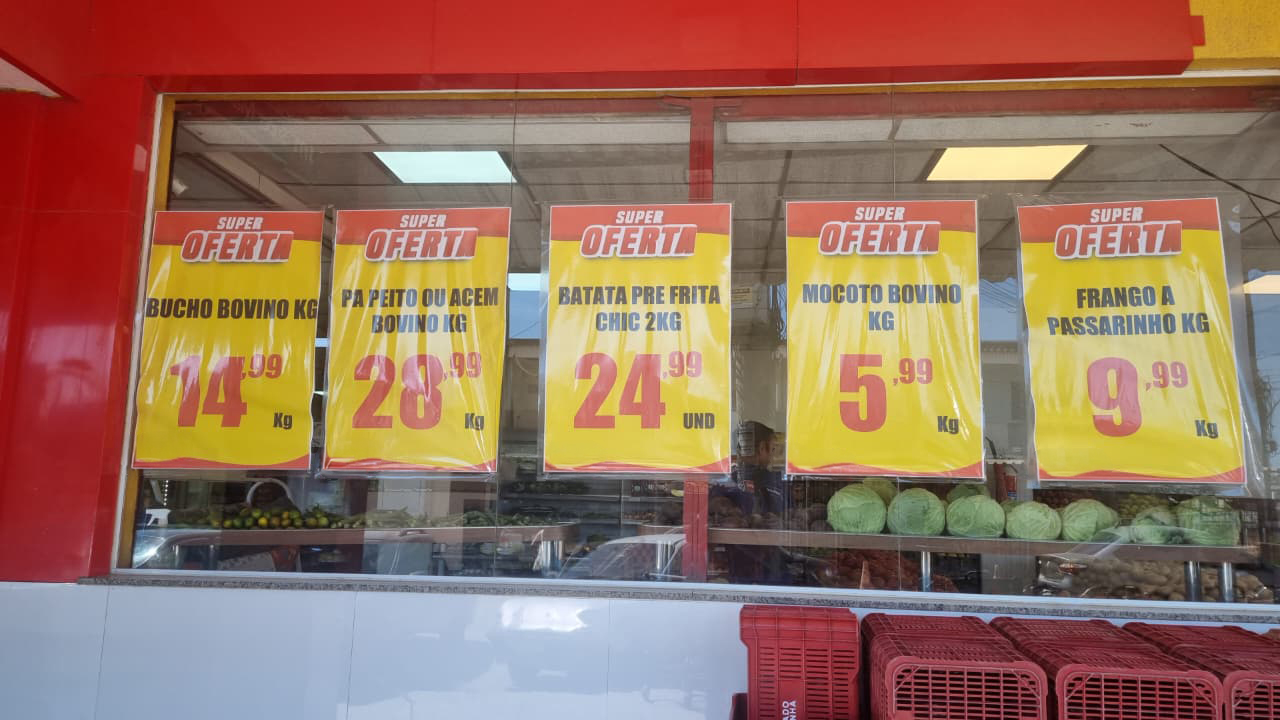 SUPER
OFERTA
BUCHO BOVINO KG
14,99
Kg
SUPER
OFERTA
PA PEITO OU ACEM
BOVINO KG
28,99
Kg
SUPER
OFERTA
BATATA PRE FRITA
CHIC 2KG
24,99
UND
SUPER
OFERTA
MOCOTO BOVINO
KG
5,99
Kg
SUPER
OFERTA
FRANGO A
PASSARINHO KG
9,99
Kg